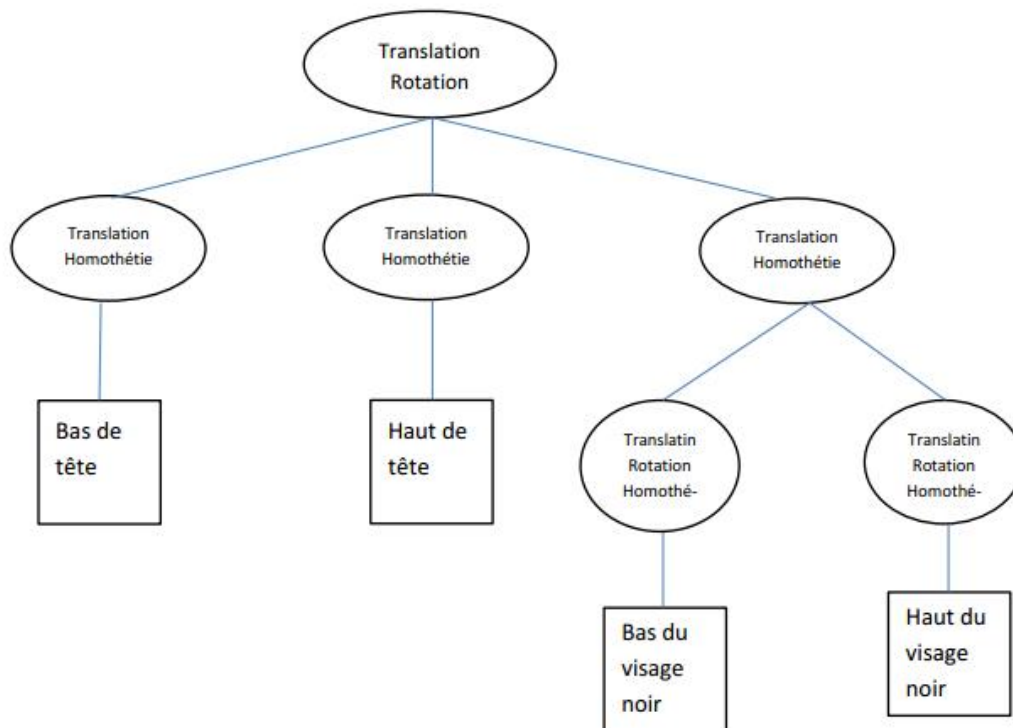 Translation
Rotation
Translation
Homothétie
Translation
Homothétie
Translation
Homothétie
Bas de
tête
Haut de
tête
Translatin
Rotation
Homothé-
Translatin
Rotation
Homothé-
Bas du
visage
noir
Haut du
visage
noir